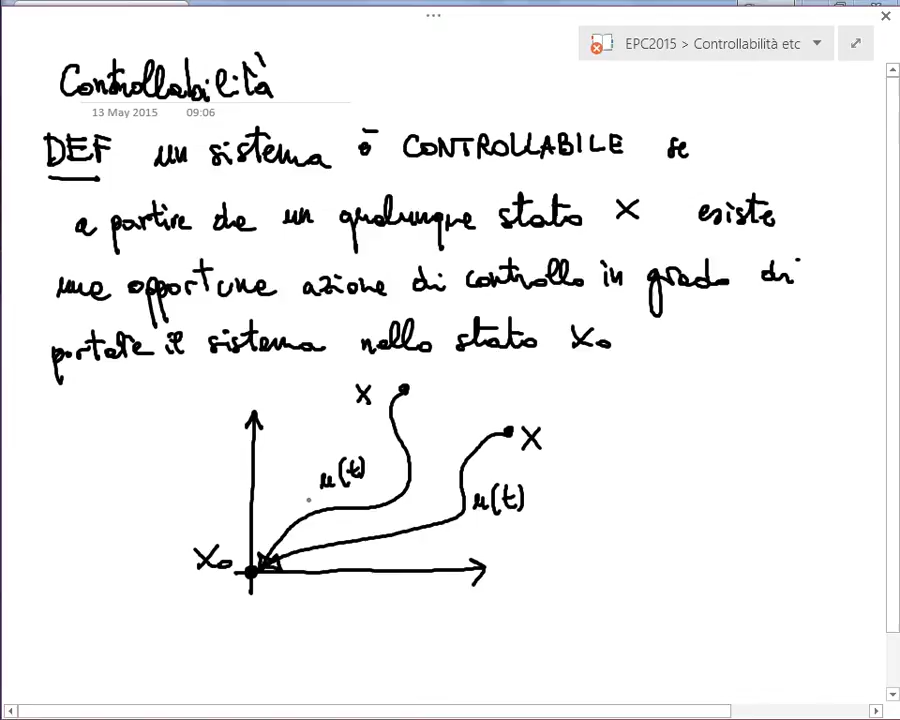 EPC2015 > Controllabilità etc
Controllabilità
13 May 2015 09:06
DEF un sistema è CONTROLLABILE se
a partire da un qualunque stato X esiste
una opportuna azione di controllo in grado di
portare il sistema nello stato X₀
X
X
u(t)
u(t)
X₀